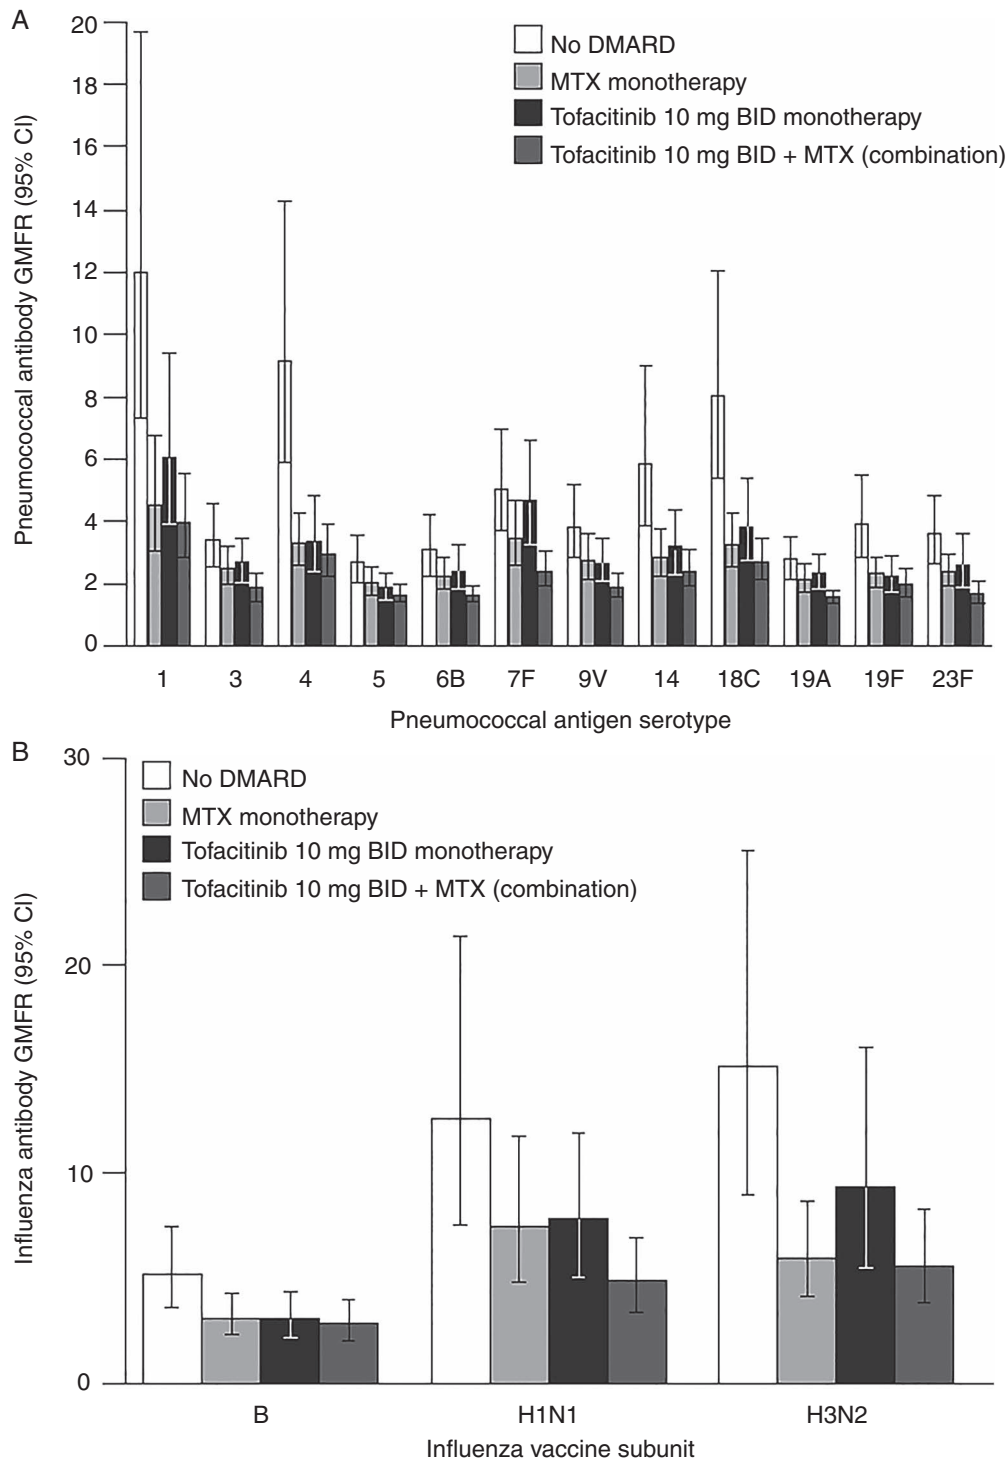 A
Pneumococcal antibody GMFR (95% CI)
20
18
16
14
12
10
8
6
4
2
0
No DMARD
MTX monotherapy
Tofacitinib 10 mg BID monotherapy
Tofacitinib 10 mg BID + MTX (combination)
1 3 4 5 6B 7F 9V 14 18C 19A 19F 23F
Pneumococcal antigen serotype
B
Influenza antibody GMFR (95% CI)
30
20
10
0
No DMARD
MTX monotherapy
Tofacitinib 10 mg BID monotherapy
Tofacitinib 10 mg BID + MTX (combination)
B H1N1 H3N2
Influenza vaccine subunit